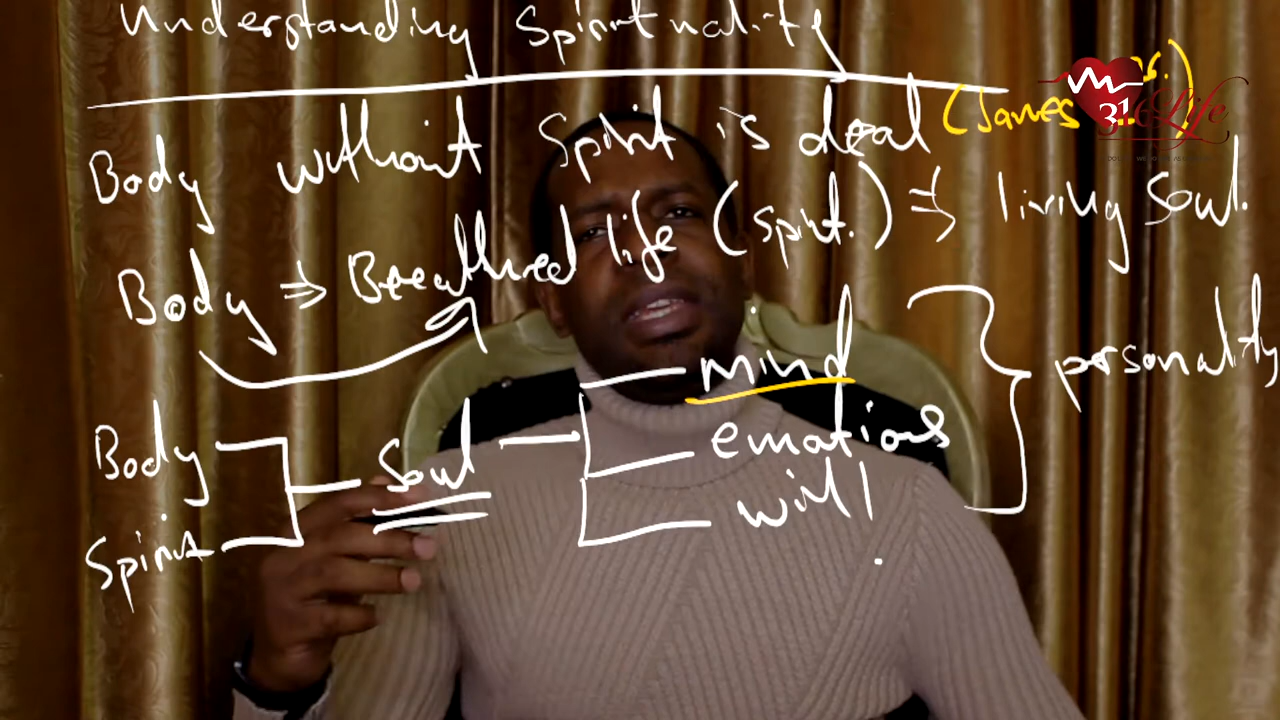 Understanding Spirituality
Body without Spirit is dead (James
Body ⇒ Breathed life (spirit.) ⇒ living soul.
mind
emotions
will
personality
Body
Soul
Spirit
316Life